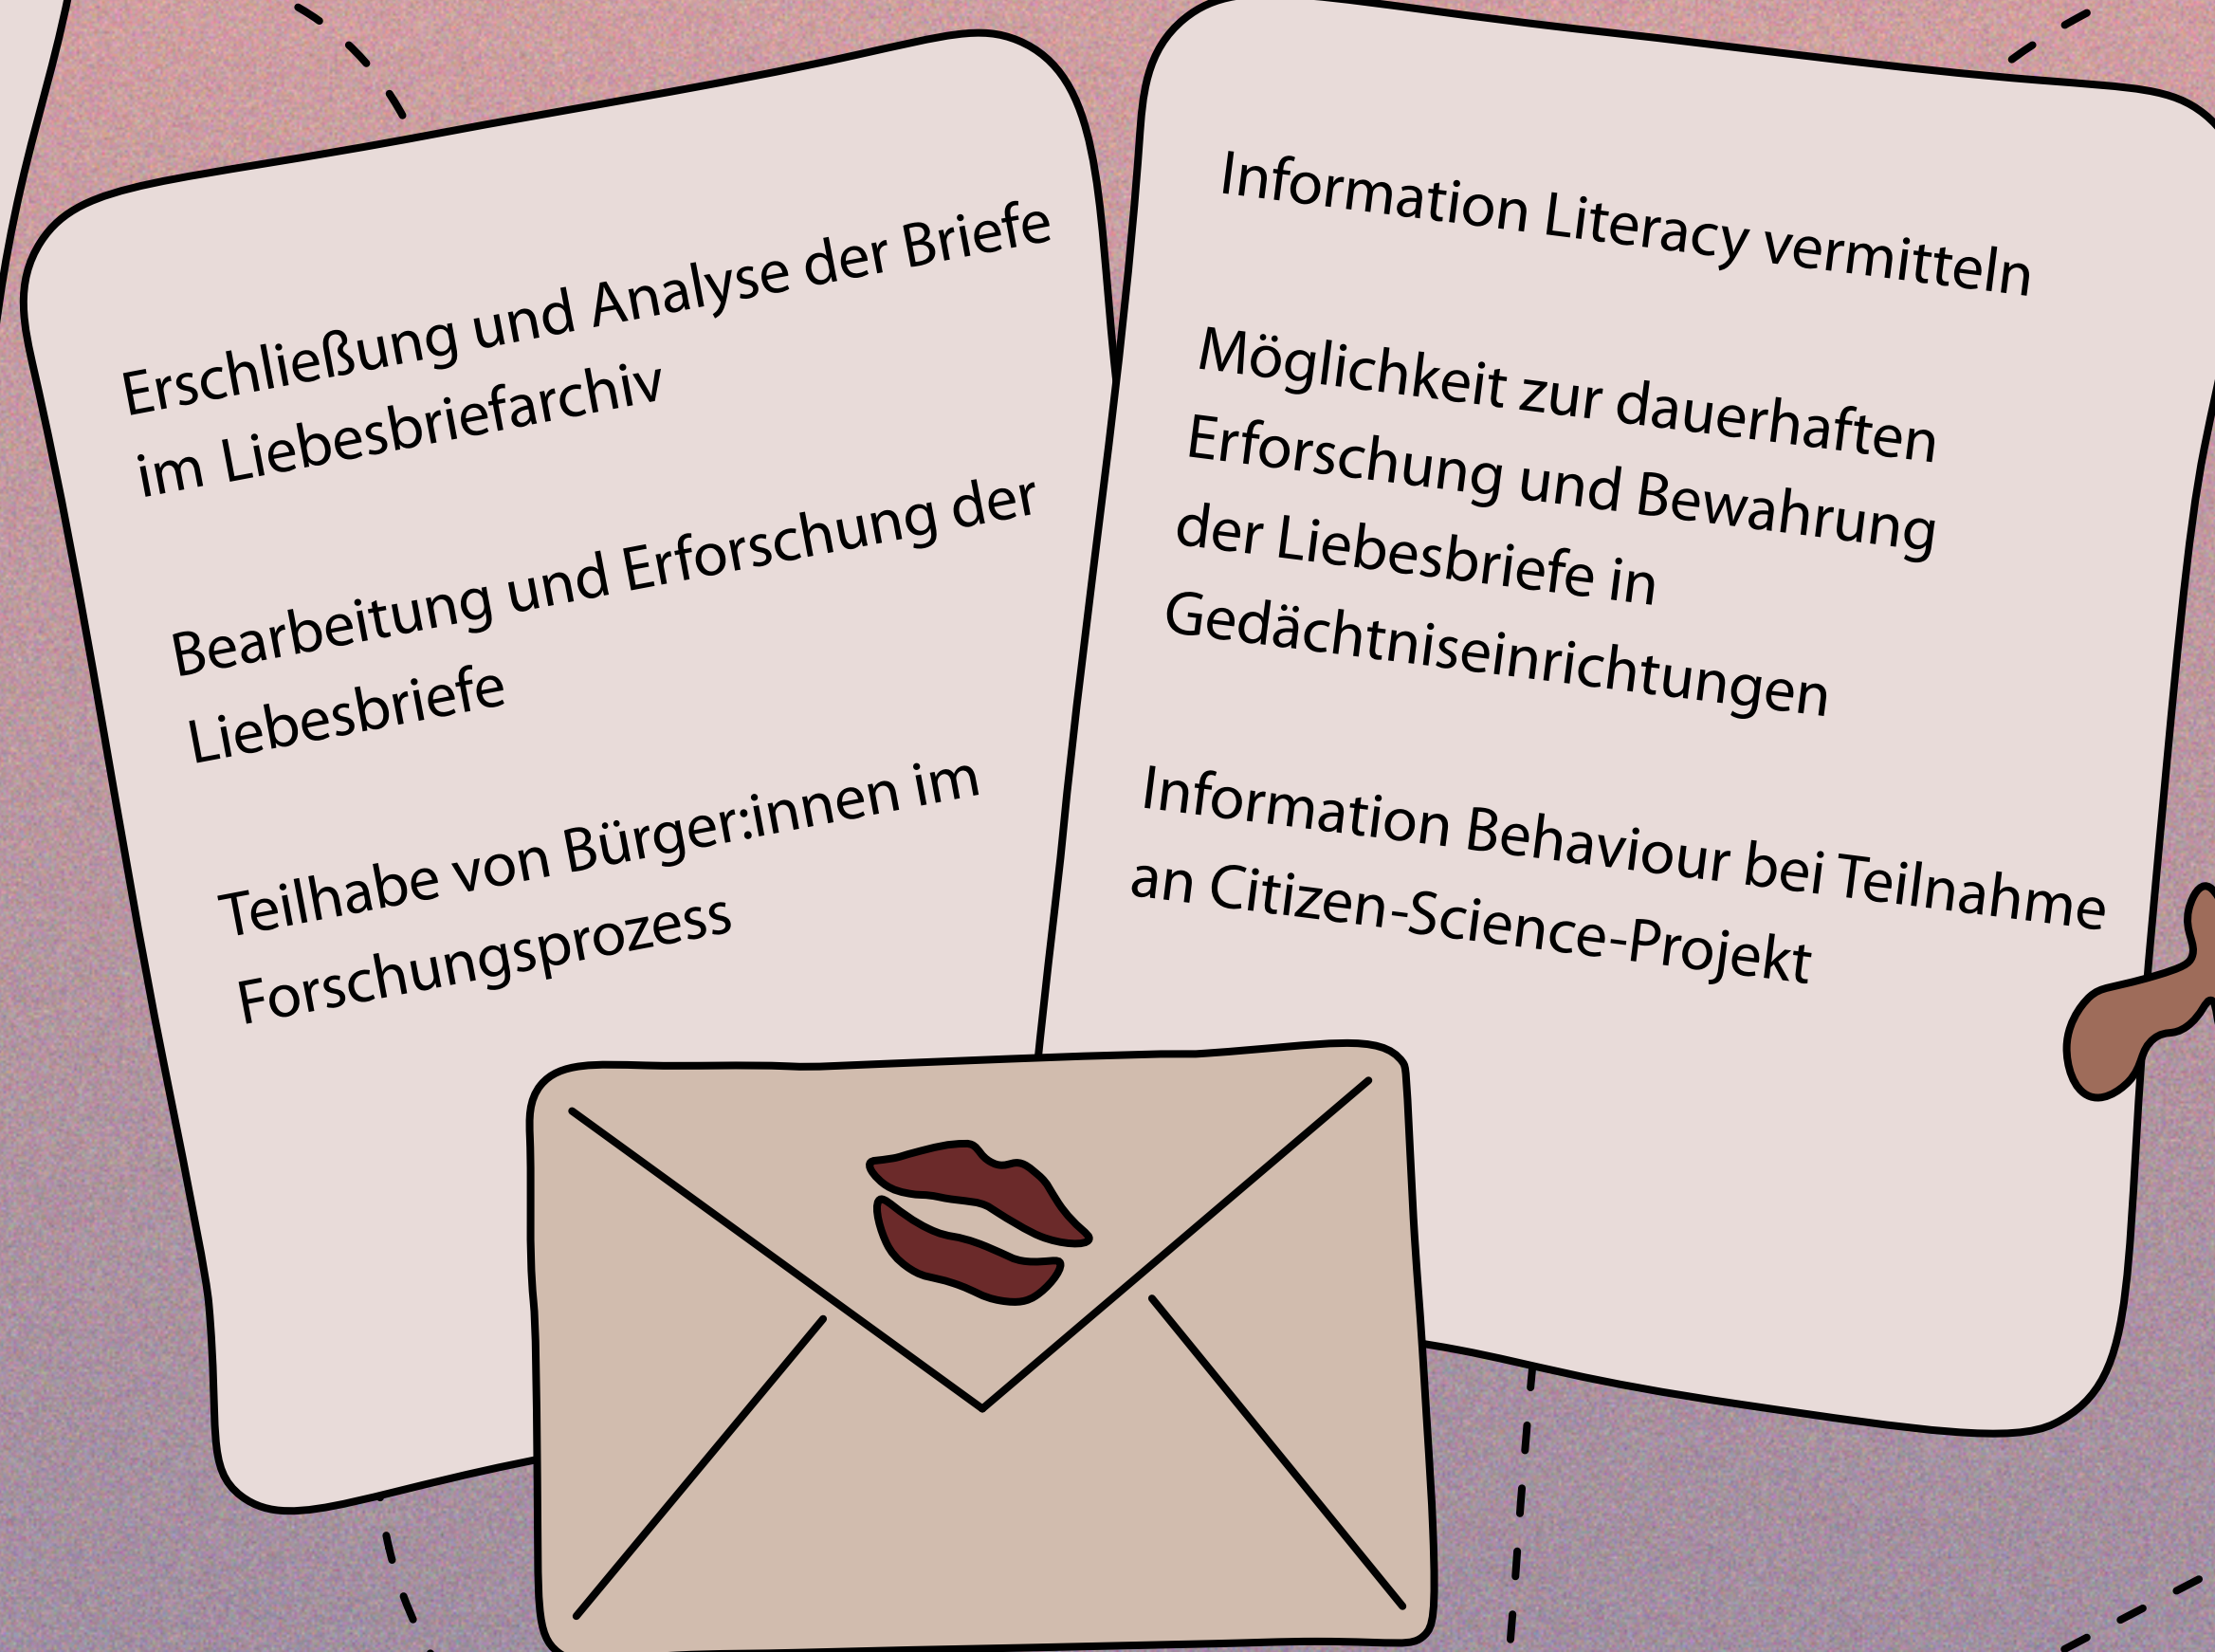 Erschließung und Analyse der Briefe
im Liebesbriefarchiv
Bearbeitung und Erforschung der
Liebesbriefe
Teilhabe von Bürger:innen im
Forschungsprozess
Information Literacy vermitteln
Möglichkeit zur dauerhaften
Erforschung und Bewahrung
der Liebesbriefe in
Gedächtniseinrichtungen
Information Behaviour bei Teilnahme
an Citizen-Science-Projekt